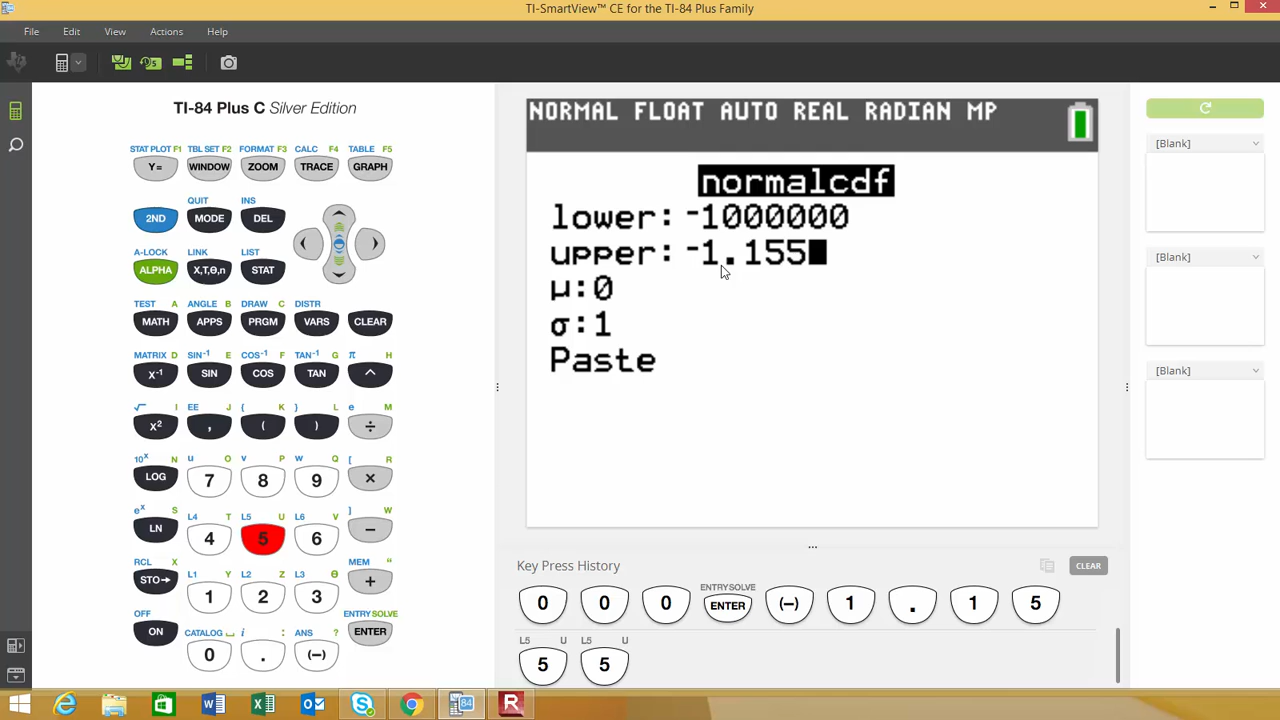 TI-SmartView™ CE for the TI-84 Plus Family
File Edit View Actions Help
TI-84 Plus C Silver Edition
STAT PLOT F1 TBL SET F2 FORMAT F3 CALC F4 TABLE F5
Y= WINDOW ZOOM TRACE GRAPH
QUIT INS
2ND MODE DEL
A-LOCK LINK LIST
ALPHA X,T,Θ,n STAT
TEST A ANGLE B DRAW C DISTR
MATH APPS PRGM VARS CLEAR
MATRIX D SIN⁻¹ E COS⁻¹ F TAN⁻¹ G π H
X⁻¹ SIN COS TAN ^
√ I EE J { K } L e M
X² , ( ) ÷
10ˣ N u O v P w Q [ R
LOG 7 8 9 ×
eˣ S L4 T L5 U L6 V ] W
LN 4 5 6 −
RCL X L1 Y L2 Z L3 Θ MEM “
STO→ 1 2 3 +
OFF CATALOG ⎵ i : ANS ? ENTRY SOLVE
ON 0 . (−) ENTER
NORMAL FLOAT AUTO REAL RADIAN MP
normalcdf
lower: -1000000
upper: -1.155
μ:0
σ:1
Paste
Key Press History
CLEAR
ENTRY SOLVE
0 0 0 ENTER (−) 1 . 1 5
L5 U L5 U
5 5
[Blank]
[Blank]
[Blank]